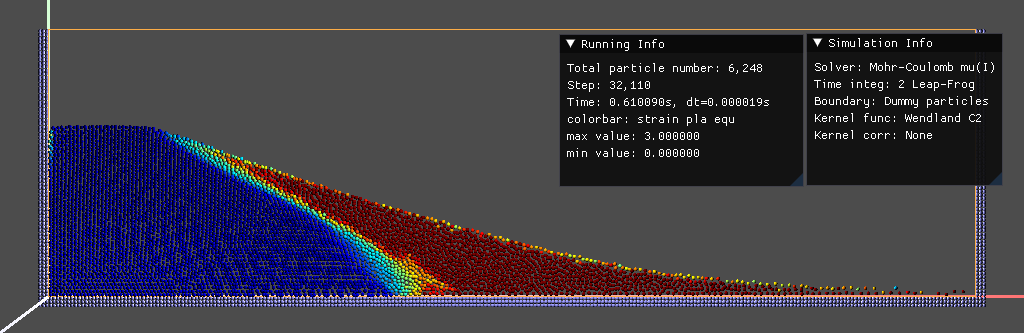 ▼ Running Info
Total particle number: 6,248
Step: 32,110
Time: 0.610090s, dt=0.000019s
colorbar: strain pla equ
max value: 3.000000
min value: 0.000000
▼ Simulation Info
Solver: Mohr-Coulomb mu(I)
Time integ: 2 Leap-Frog
Boundary: Dummy particles
Kernel func: Wendland C2
Kernel corr: None